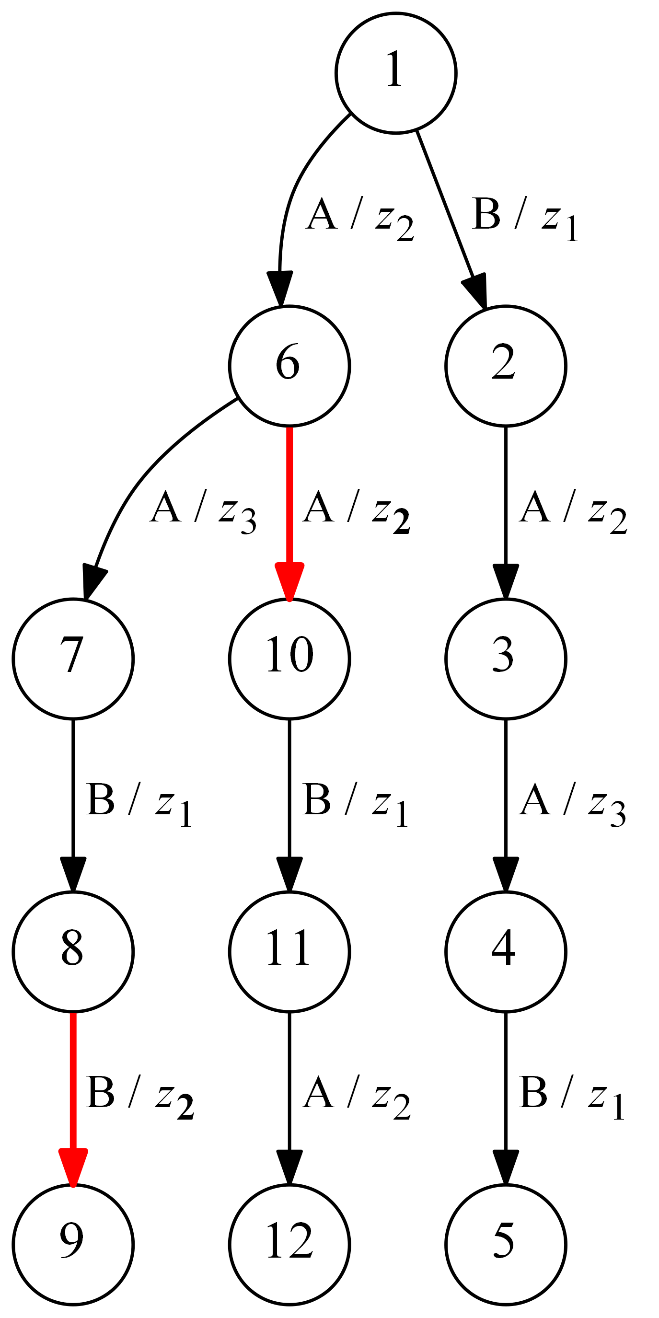 1
A / z2 B / z1
6 2
A / z3 A / z2 A / z2
7 10 3
B / z1 B / z1 A / z3
8 11 4
B / z2 A / z2 B / z1
9 12 5